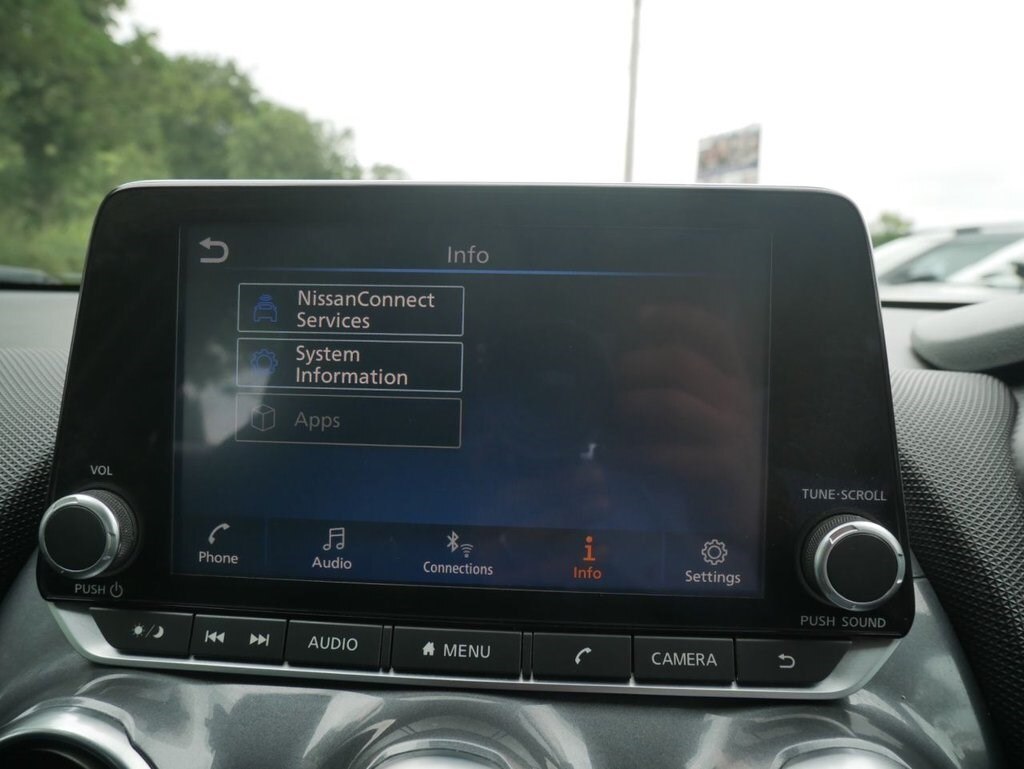 Info
NissanConnect
Services
System
Information
Apps
VOL
TUNE·SCROLL
Phone
Audio
Connections
Info
Settings
PUSH
PUSH SOUND
AUDIO
MENU
CAMERA